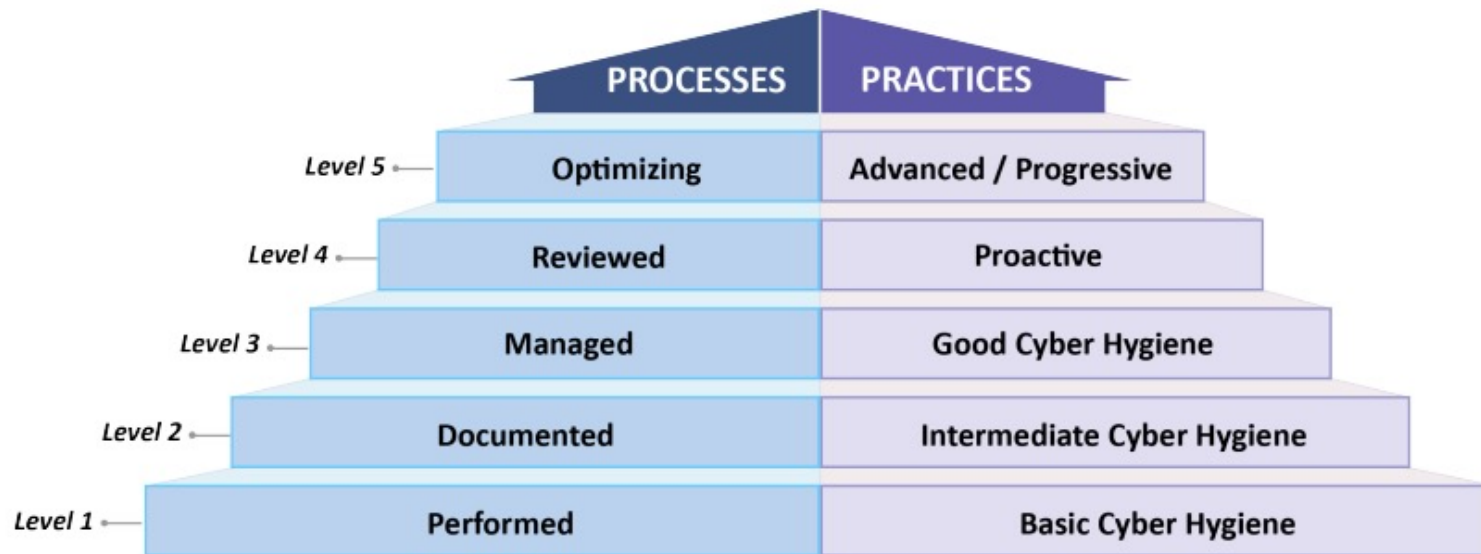 PROCESSES PRACTICES
Level 5 Optimizing Advanced / Progressive
Level 4 Reviewed Proactive
Level 3 Managed Good Cyber Hygiene
Level 2 Documented Intermediate Cyber Hygiene
Level 1 Performed Basic Cyber Hygiene